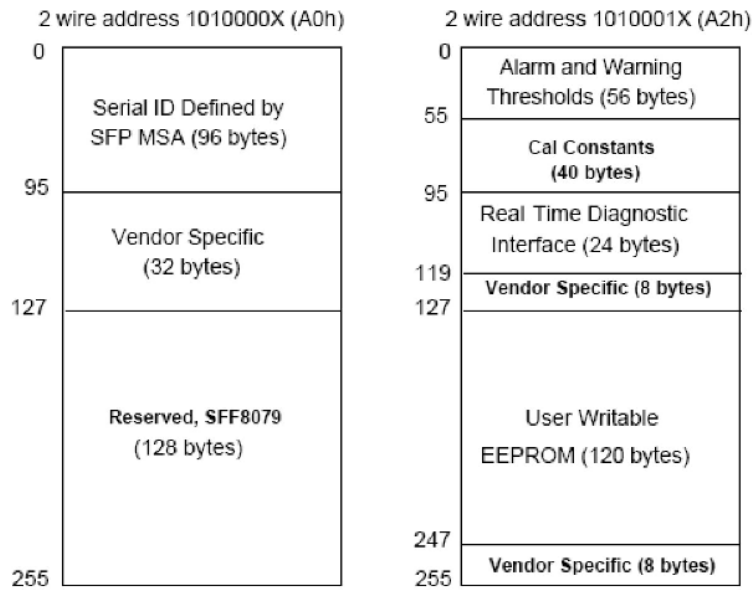 2 wire address 1010000X (A0h)
0
Serial ID Defined by
SFP MSA (96 bytes)
95
Vendor Specific
(32 bytes)
127
Reserved, SFF8079
(128 bytes)
255
2 wire address 1010001X (A2h)
0
Alarm and Warning
Thresholds (56 bytes)
55
Cal Constants
(40 bytes)
95
Real Time Diagnostic
Interface (24 bytes)
119
Vendor Specific (8 bytes)
127
User Writable
EEPROM (120 bytes)
247
Vendor Specific (8 bytes)
255